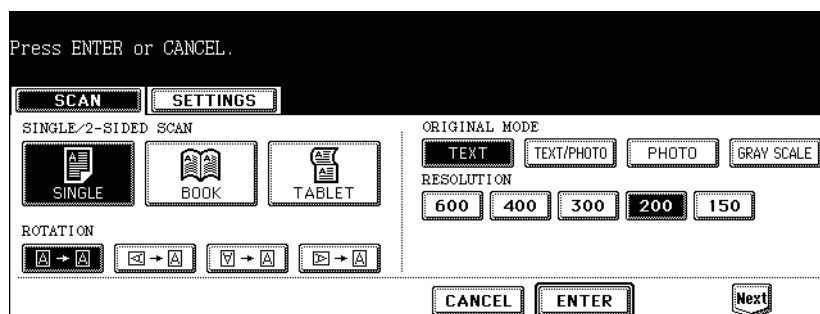 Press ENTER or CANCEL.
SCAN SETTINGS
SINGLE/2-SIDED SCAN
SINGLE BOOK TABLET
ROTATION
A → A A → A A → A A → A
ORIGINAL MODE
TEXT TEXT/PHOTO PHOTO GRAY SCALE
RESOLUTION
600 400 300 200 150
CANCEL ENTER Next